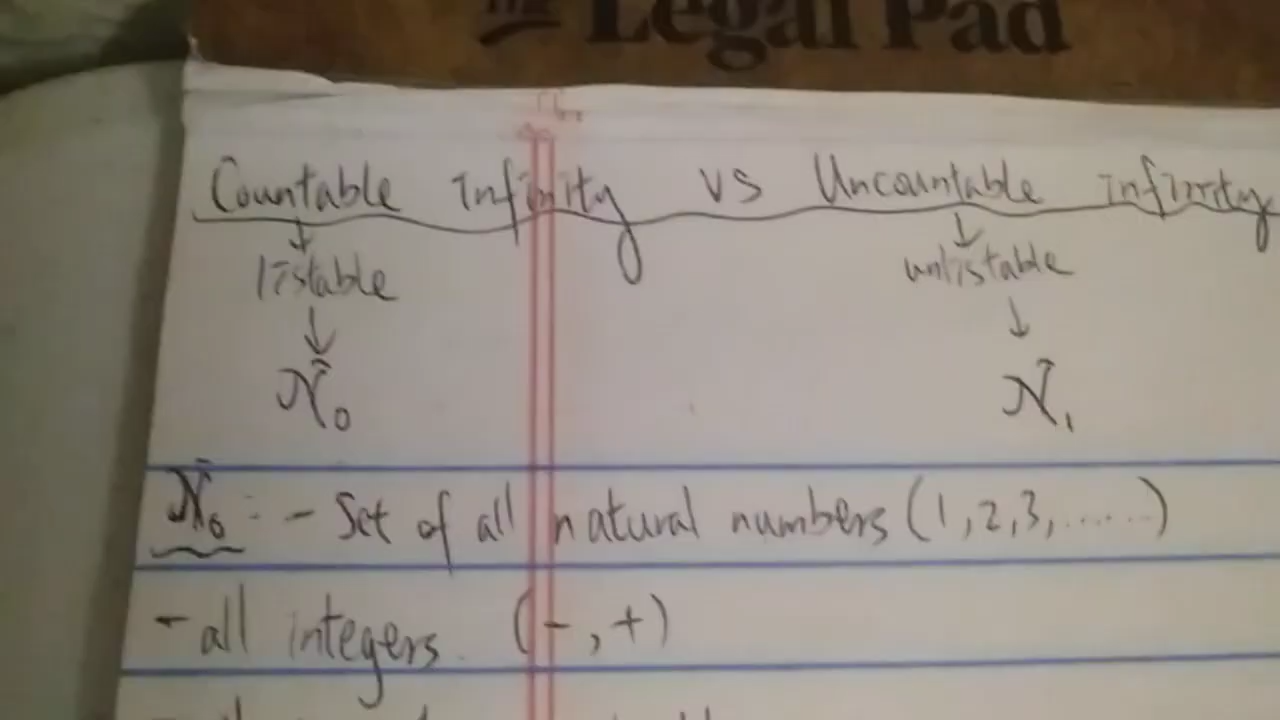 Legal Pad
Countable infinity vs Uncountable infinity
↓ ↓
listable unlistable
↓ ↓
ℵ₀ ℵ₁
ℵ₀ : - Set of all natural numbers (1,2,3,......)
- all integers. (-,+)